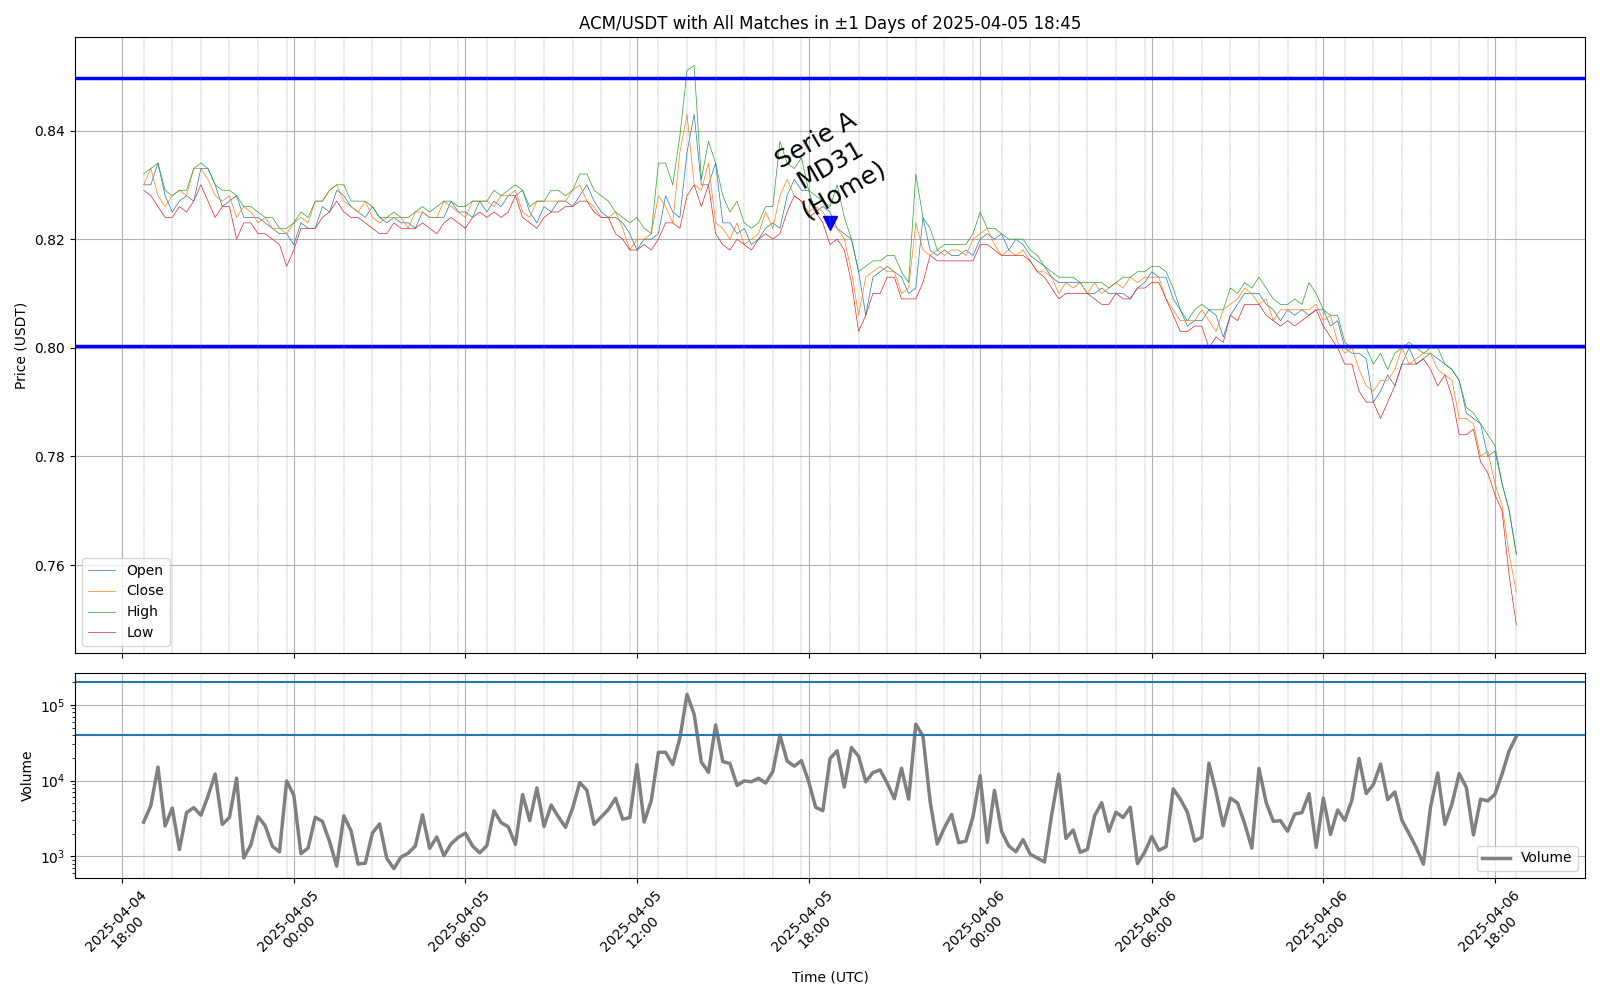 ACM/USDT with All Matches in ±1 Days of 2025-04-05 18:45
Price (USDT)
0.84
0.82
0.80
0.78
0.76
Serie A
MD31
(Home)
Open
Close
High
Low
Volume
10^5
10^4
10^3
Volume
2025-04-04
18:00
2025-04-05
00:00
2025-04-05
06:00
2025-04-05
12:00
2025-04-05
18:00
2025-04-06
00:00
2025-04-06
06:00
2025-04-06
12:00
2025-04-06
18:00
Time (UTC)